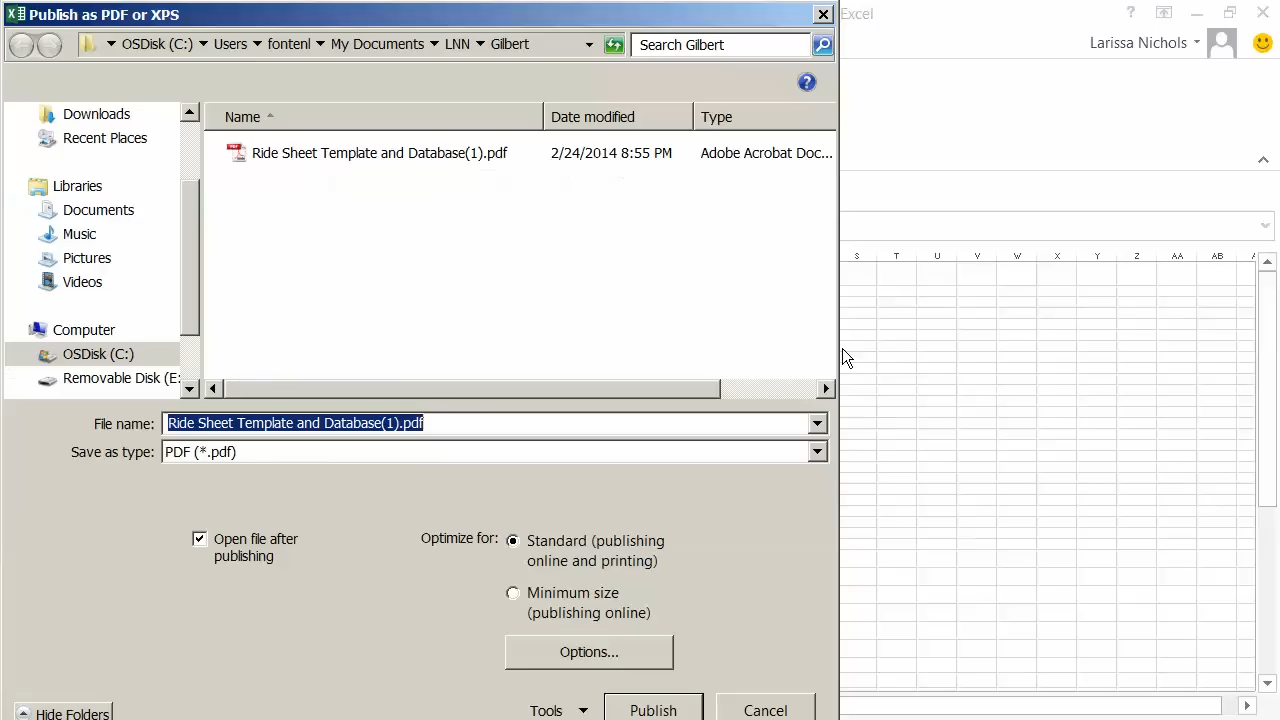 Publish as PDF or XPS
Excel
?
OSDisk (C:) Users fontenl My Documents LNN Gilbert
Search Gilbert
Larissa Nichols
?
Downloads
Recent Places
Libraries
Documents
Music
Pictures
Videos
Computer
OSDisk (C:)
Removable Disk (E:
Name Date modified Type
Ride Sheet Template and Database(1).pdf 2/24/2014 8:55 PM Adobe Acrobat Doc...
S T U V W X Y Z AA AB
File name: Ride Sheet Template and Database(1).pdf
Save as type: PDF (*.pdf)
Open file after
publishing
Optimize for:
Standard (publishing
online and printing)
Minimum size
(publishing online)
Options...
Hide Folders
Tools
Publish
Cancel